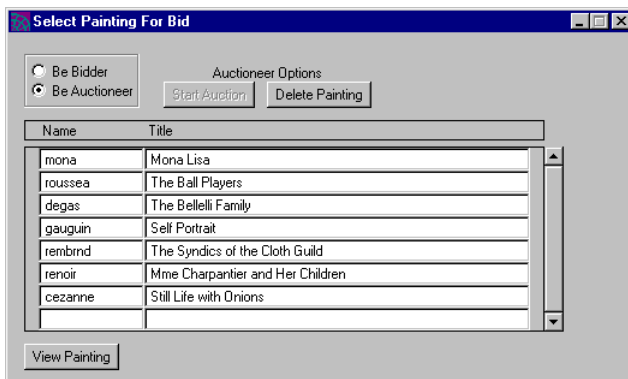 Select Painting For Bid
Be Bidder
Be Auctioneer
Auctioneer Options
Start Auction Delete Painting
Name Title
mona Mona Lisa
roussea The Ball Players
degas The Bellelli Family
gauguin Self Portrait
rembrnd The Syndics of the Cloth Guild
renoir Mme Charpantier and Her Children
cezanne Still Life with Onions
View Painting